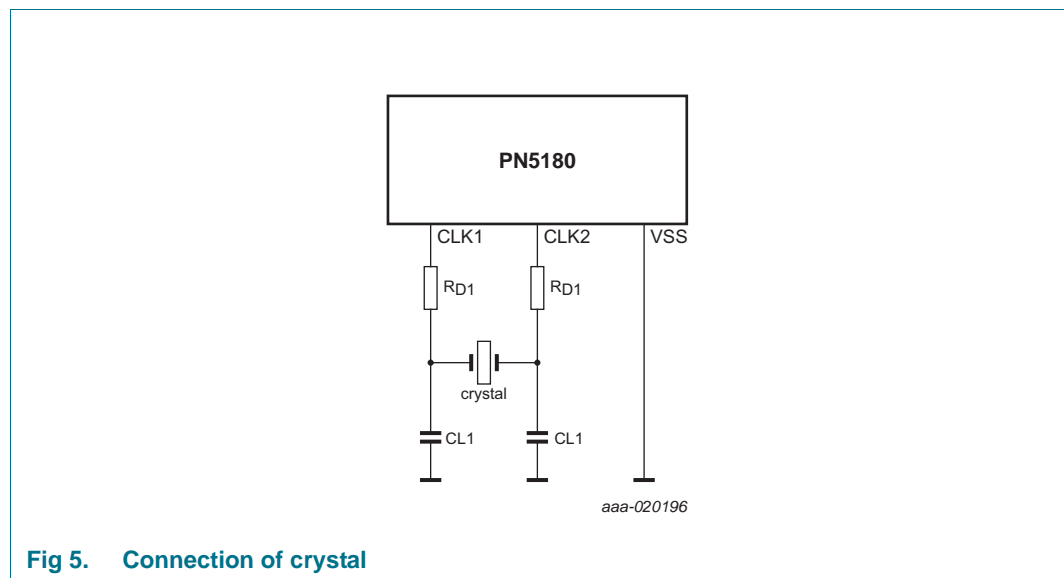 PN5180
CLK1 CLK2 VSS
RD1 RD1
crystal
CL1 CL1
aaa-020196
Fig 5. Connection of crystal